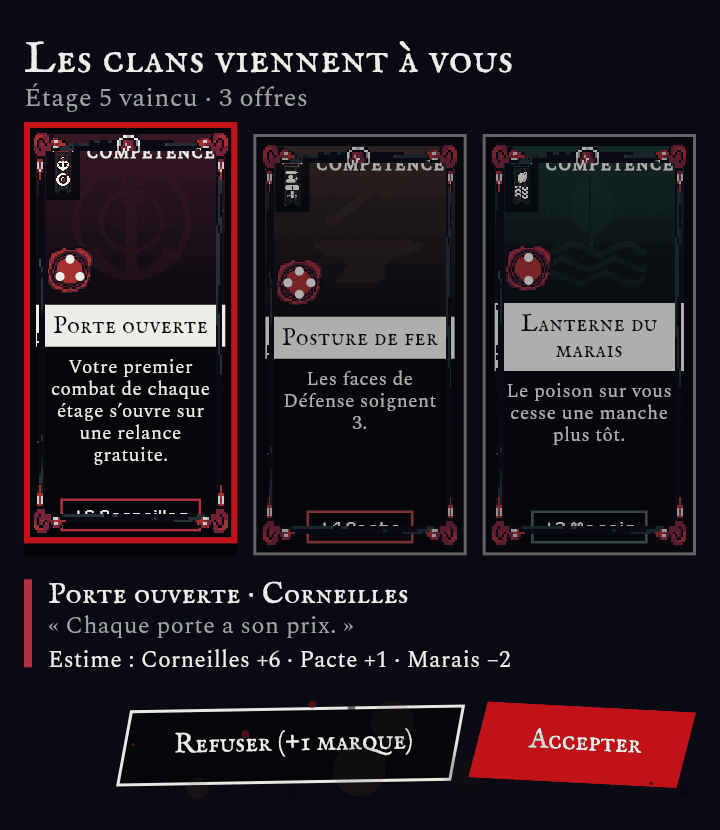 Les clans viennent à vous
Étage 5 vaincu · 3 offres
COMPÉTENCE
Porte ouverte
Votre premier
combat de chaque
étage s'ouvre sur
une relance
gratuite.
COMPÉTENCE
Posture de fer
Les faces de
Défense soignent
3.
COMPÉTENCE
Lanterne du
marais
Le poison sur vous
cesse une manche
plus tôt.
Porte ouverte · Corneilles
« Chaque porte a son prix. »
Estime : Corneilles +6 · Pacte +1 · Marais −2
Refuser (+1 marque)
Accepter